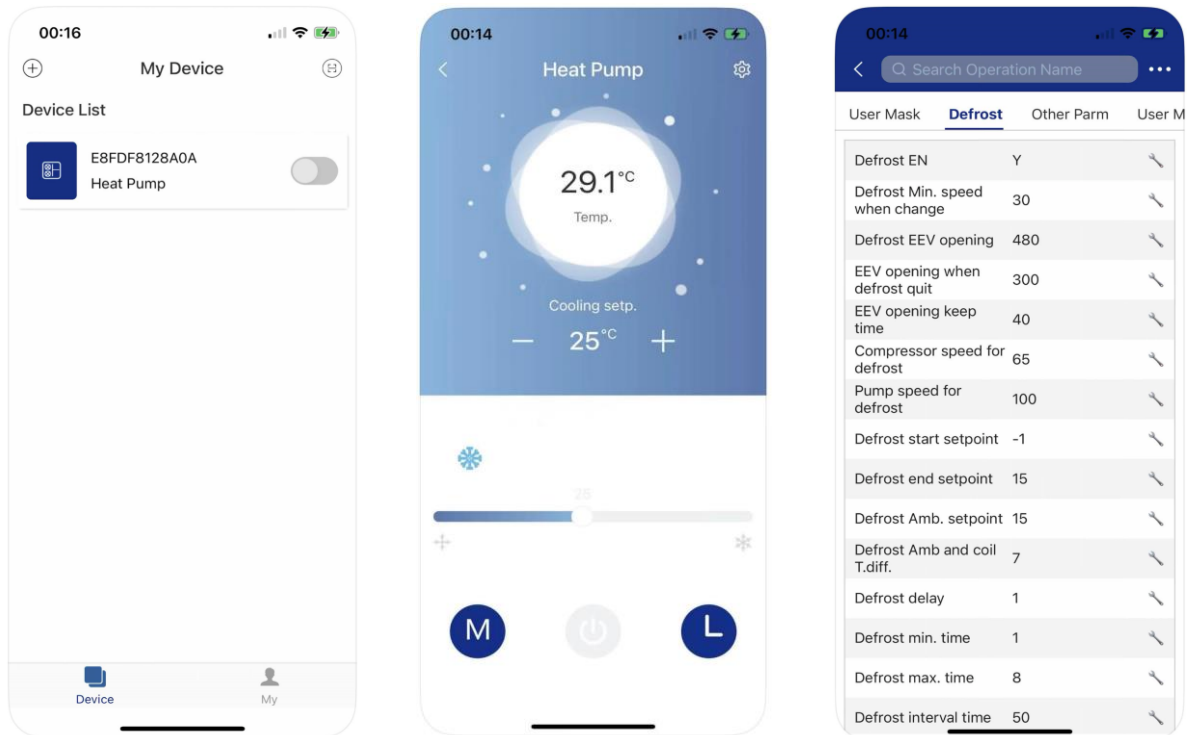 00:16
My Device
Device List
E8FDF8128A0A
Heat Pump
Device
My
00:14
Heat Pump
29.1°C
Temp.
Cooling setp.
— 25°C +
26
M
00:14
Search Operation Name
User Mask Defrost Other Parm User M
Defrost EN Y
Defrost Min. speed
when change 30
Defrost EEV opening 480
EEV opening when
defrost quit 300
EEV opening keep
time 40
Compressor speed for
defrost 65
Pump speed for
defrost 100
Defrost start setpoint -1
Defrost end setpoint 15
Defrost Amb. setpoint 15
Defrost Amb and coil
T.diff. 7
Defrost delay 1
Defrost min. time 1
Defrost max. time 8
Defrost interval time 50